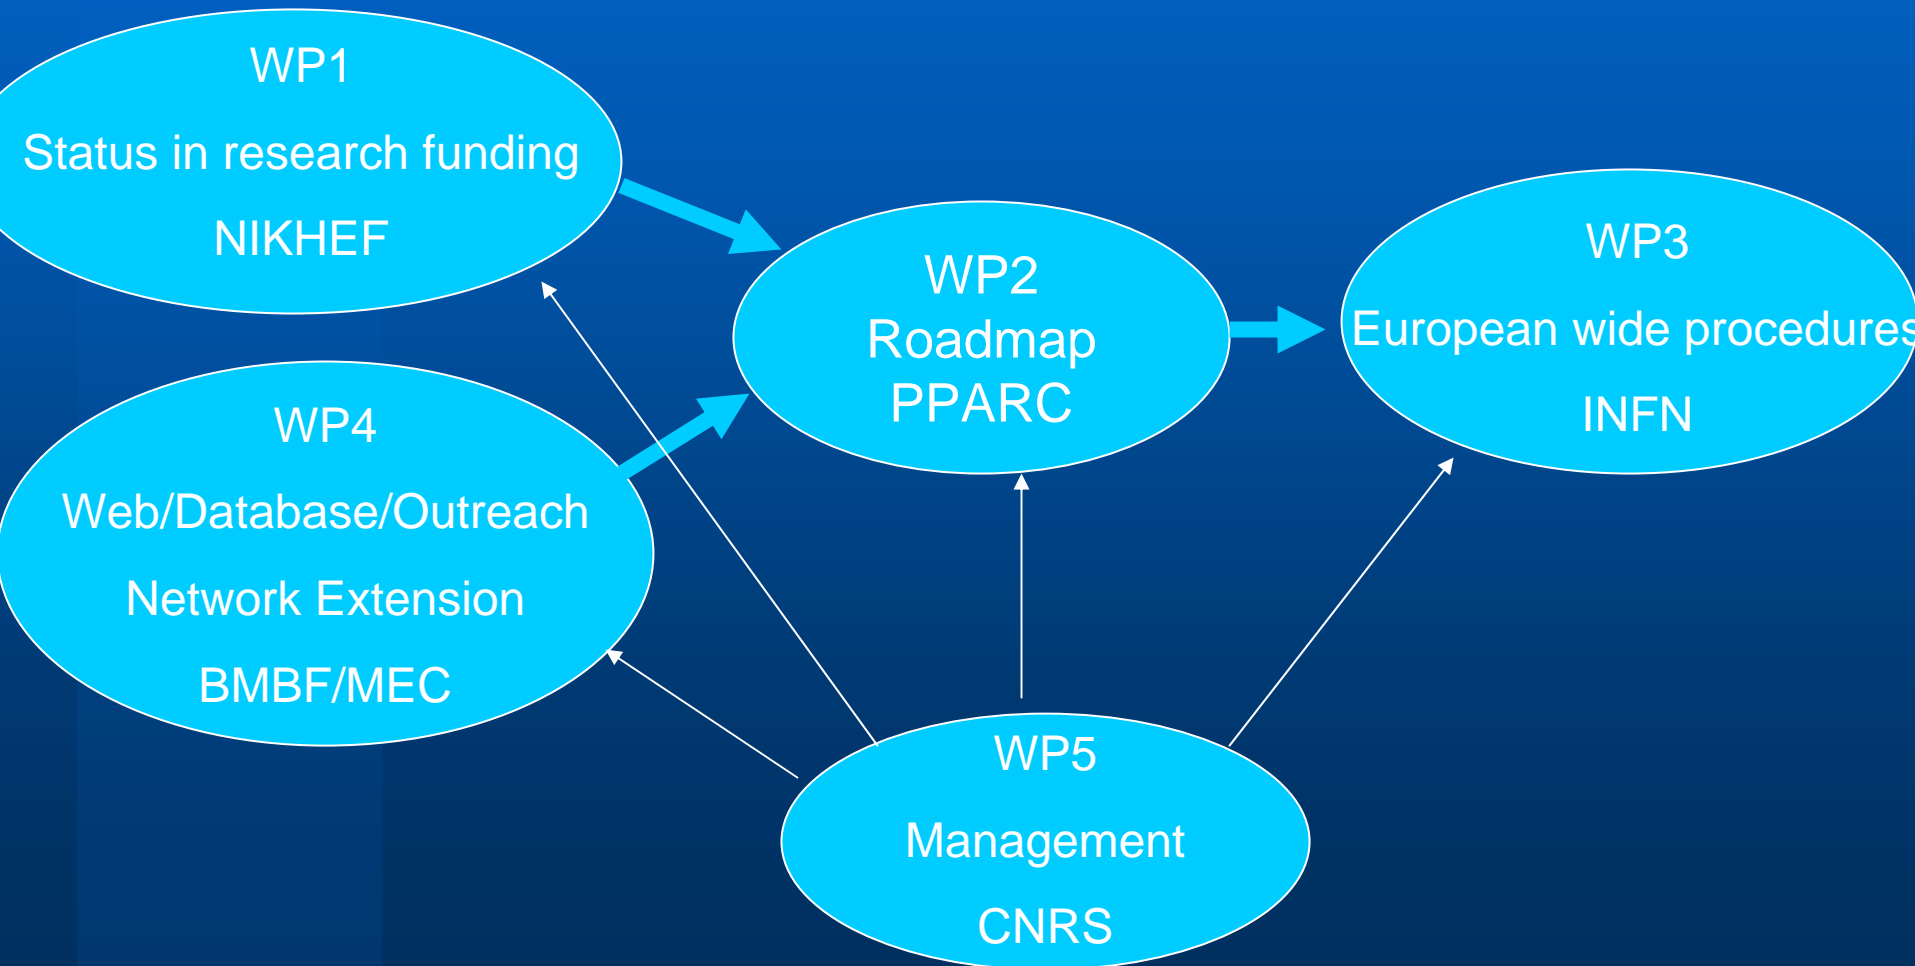 WP1
Status in research funding
NIKHEF
WP2
Roadmap
PPARC
WP3
European wide procedures
INFN
WP4
Web/Database/Outreach
Network Extension
BMBF/MEC
WP5
Management
CNRS